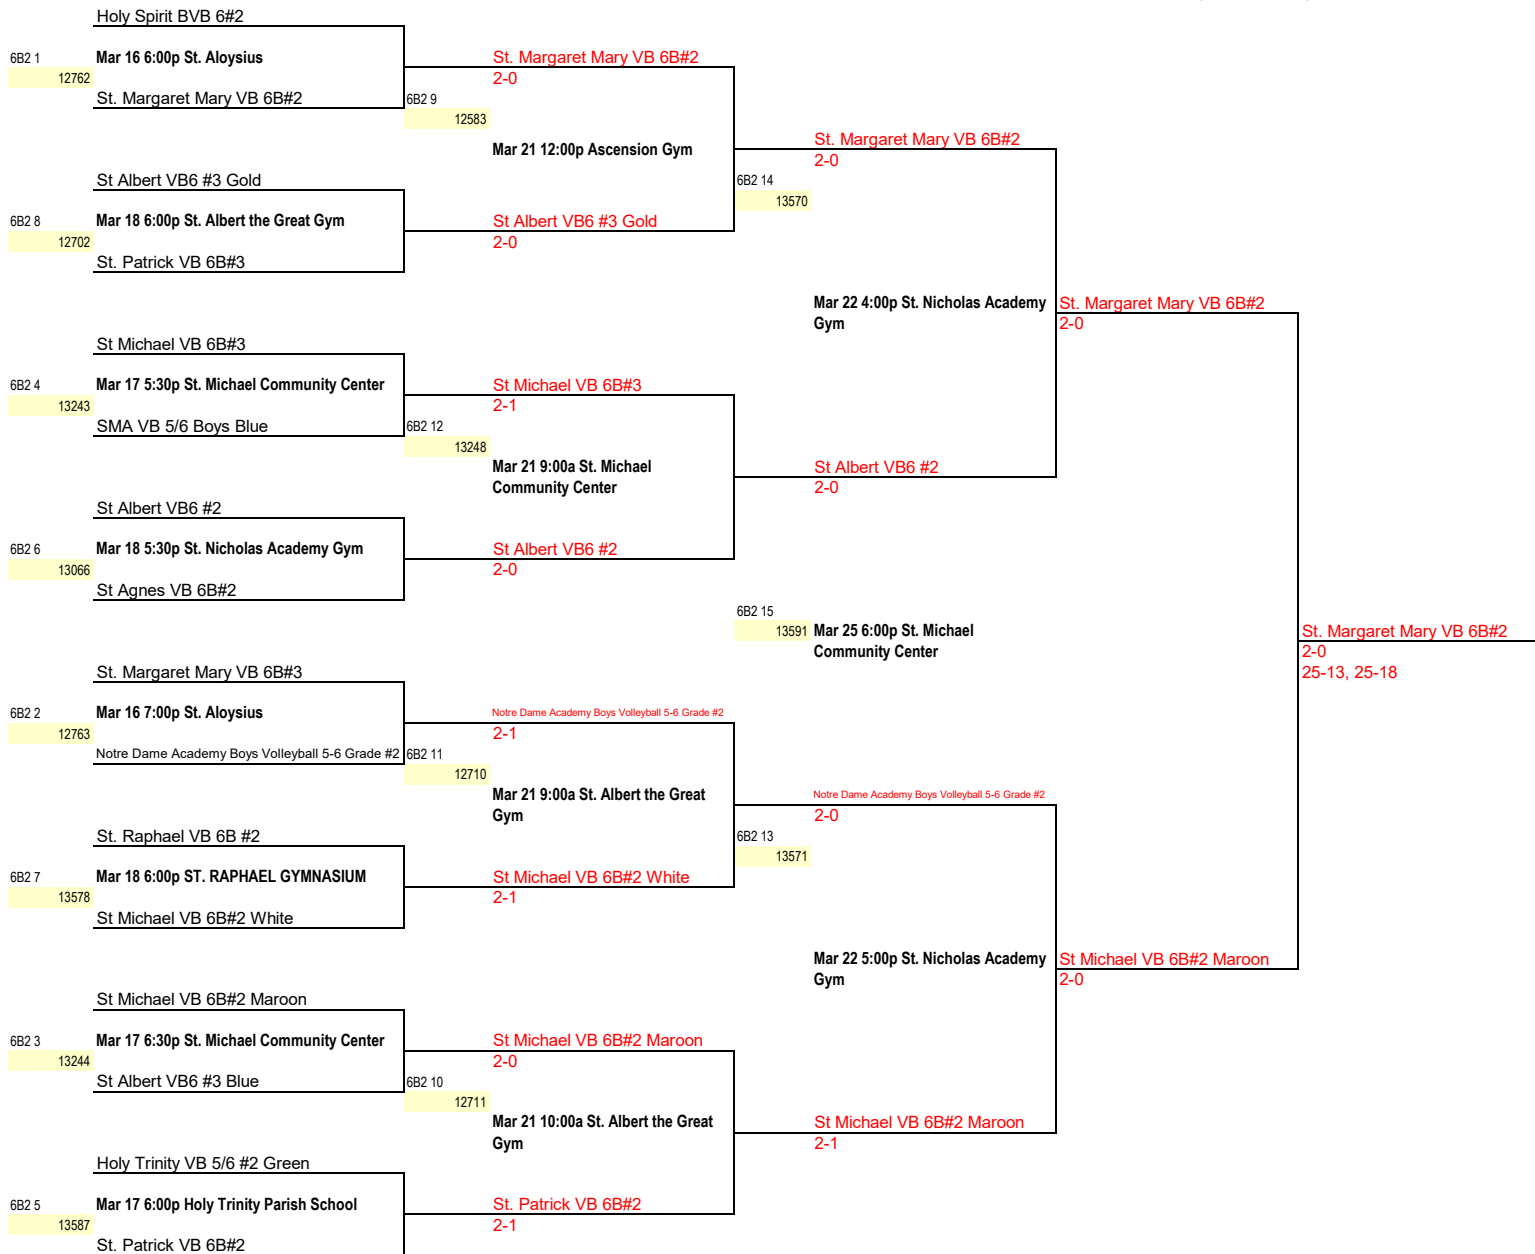 Holy Spirit BVB 6#2
6B2 1
Mar 16 6:00p St. Aloysius
St. Margaret Mary VB 6B#2
12762
2-0
St. Margaret Mary VB 6B#2
6B2 9
12583
Mar 21 12:00p Ascension Gym
St. Margaret Mary VB 6B#2
2-0
St Albert VB6 #3 Gold
6B2 14
13570
6B2 8
Mar 18 6:00p St. Albert the Great Gym
St Albert VB6 #3 Gold
12702
2-0
St. Patrick VB 6B#3
Mar 22 4:00p St. Nicholas Academy
Gym
St. Margaret Mary VB 6B#2
2-0
St Michael VB 6B#3
6B2 4
Mar 17 5:30p St. Michael Community Center
St Michael VB 6B#3
13243
2-1
SMA VB 5/6 Boys Blue
6B2 12
13248
Mar 21 9:00a St. Michael
Community Center
St Albert VB6 #2
2-0
St Albert VB6 #2
6B2 6
Mar 18 5:30p St. Nicholas Academy Gym
St Albert VB6 #2
13066
2-0
St Agnes VB 6B#2
6B2 15
13591
Mar 25 6:00p St. Michael
Community Center
St. Margaret Mary VB 6B#2
2-0
25-13, 25-18
St. Margaret Mary VB 6B#3
6B2 2
Mar 16 7:00p St. Aloysius
Notre Dame Academy Boys Volleyball 5-6 Grade #2
12763
2-1
Notre Dame Academy Boys Volleyball 5-6 Grade #2
6B2 11
12710
Mar 21 9:00a St. Albert the Great
Gym
Notre Dame Academy Boys Volleyball 5-6 Grade #2
2-0
St. Raphael VB 6B #2
6B2 13
13571
6B2 7
Mar 18 6:00p ST. RAPHAEL GYMNASIUM
St Michael VB 6B#2 White
13578
2-1
St Michael VB 6B#2 White
Mar 22 5:00p St. Nicholas Academy
Gym
St Michael VB 6B#2 Maroon
2-0
St Michael VB 6B#2 Maroon
6B2 3
Mar 17 6:30p St. Michael Community Center
St Michael VB 6B#2 Maroon
13244
2-0
St Albert VB6 #3 Blue
6B2 10
12711
Mar 21 10:00a St. Albert the Great
Gym
St Michael VB 6B#2 Maroon
2-1
Holy Trinity VB 5/6 #2 Green
6B2 5
Mar 17 6:00p Holy Trinity Parish School
St. Patrick VB 6B#2
13587
2-1
St. Patrick VB 6B#2